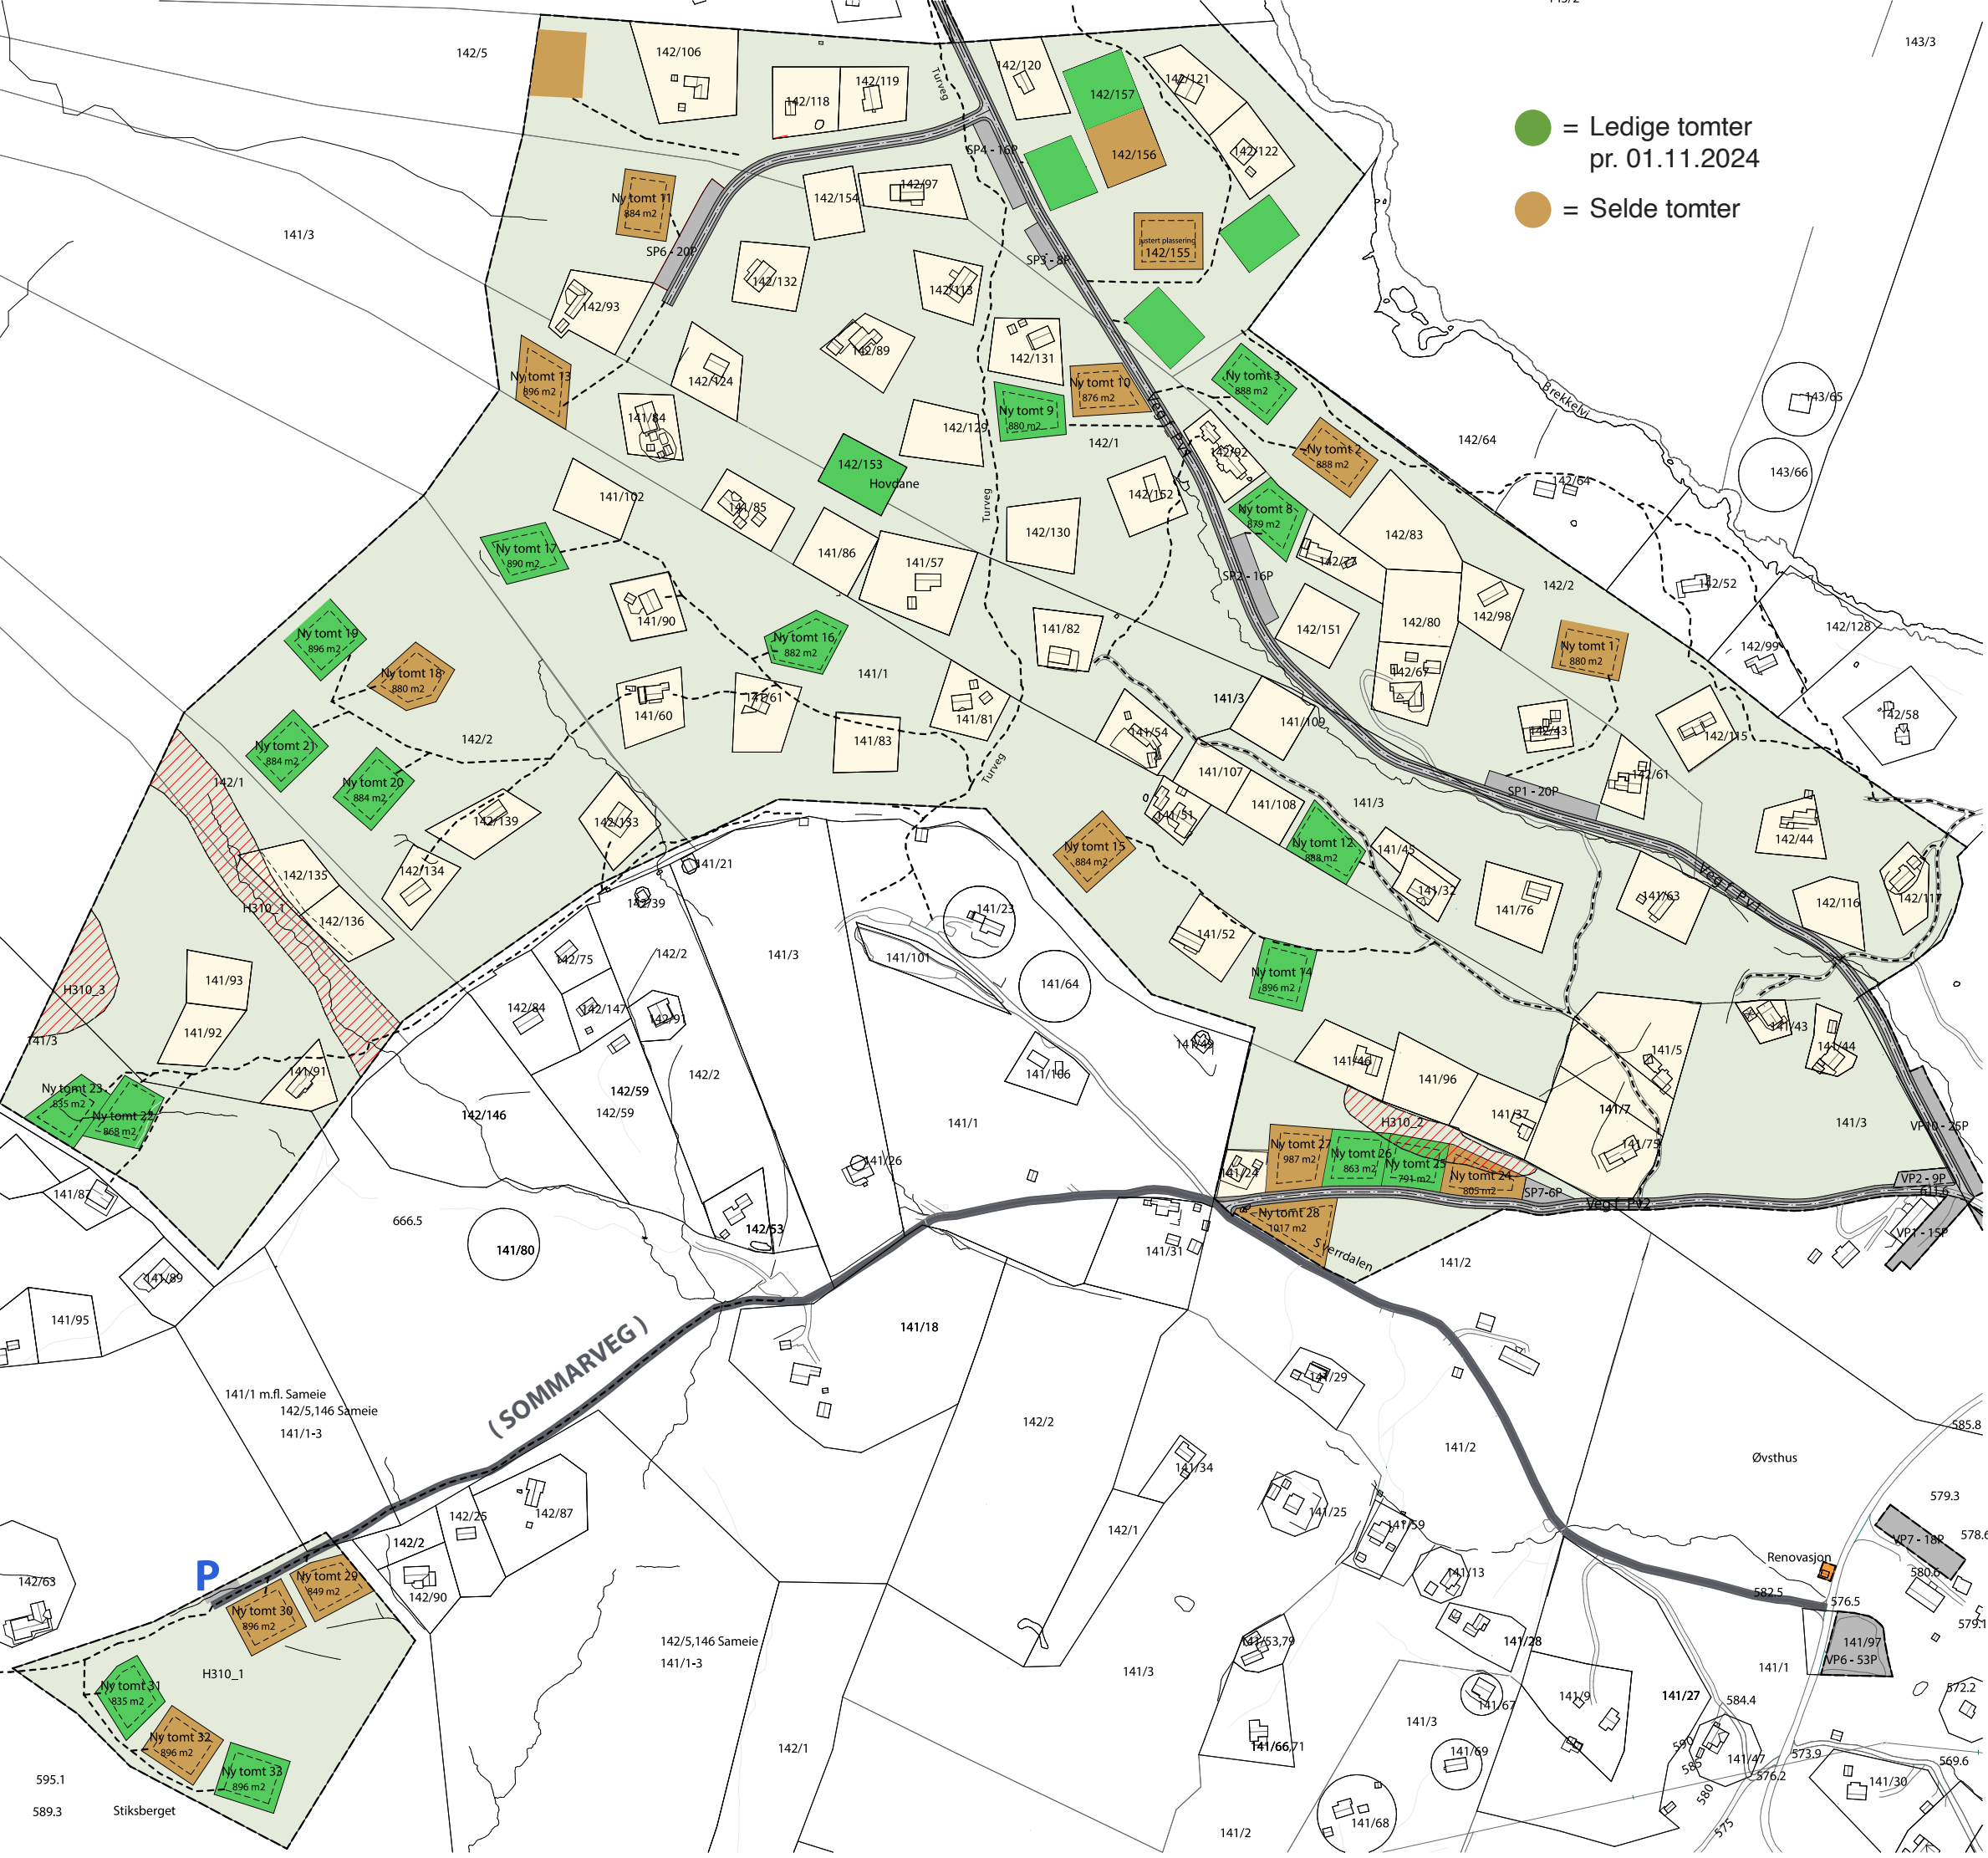 143/2
143/3
142/5
142/106
142/118
142/119
142/120
142/157
142/156
142/121
142/122
Turveg
SP4 - 16P
= Ledige tomter
pr. 01.11.2024
= Selde tomter
141/3
Ny tomt 11
884 m2
SP6 - 20P
142/154
142/97
SP3 - 8P
justert plassering
142/155
142/93
142/132
142/113
142/89
142/131
Ny tomt 13
896 m2
142/124
Ny tomt 10
876 m2
Ny tomt 9
880 m2
Ny tomt 3
888 m2
Brekkelvi
143/65
143/66
141/84
142/129
142/1
142/153
Hovdane
142/92
Ny tomt 2
888 m2
142/64
142/64
141/102
141/85
142/152
Ny tomt 8
879 m2
Turveg
142/130
Ny tomt 17
890 m2
141/86
141/57
142/77
142/83
SP2 - 16P
142/2
142/52
141/90
Ny tomt 19
896 m2
Ny tomt 16
882 m2
141/82
142/151
142/80
142/98
Ny tomt 1
880 m2
142/128
142/99
Ny tomt 18
880 m2
141/1
142/67
141/60
141/61
141/81
141/3
141/109
142/58
142/2
Ny tomt 21
884 m2
141/83
141/54
142/43
142/115
142/1
Ny tomt 20
884 m2
Turveg
141/107
141/108
141/3
SP1 - 20P
142/61
142/139
142/133
141/51
Ny tomt 15
884 m2
Ny tomt 12
888 m2
141/45
142/44
142/135
142/134
141/21
141/32
Veg f_Pv1
H310_1
142/136
142/39
141/23
141/76
141/63
142/116
142/117
141/52
142/75
142/2
141/3
141/101
H310_3
141/93
Ny tomt 14
896 m2
141/64
142/84
142/147
142/91
141/92
141/3
141/49
141/43
141/44
141/5
141/46
141/91
142/2
141/106
141/96
Ny tomt 23
835 m2
Ny tomt 22
868 m2
142/59
142/59
142/146
141/1
H310_2
141/37
141/7
141/3
VP10 - 25P
Ny tomt 27
987 m2
Ny tomt 26
863 m2
Ny tomt 25
791 m2
Ny tomt 24
805 m2
141/75
141/24
141/26
SP7-6P
VP2 - 9P
611.6
Veg f_Pv2
Ny tomt 28
1017 m2
666.5
142/53
VP1 - 15P
141/80
141/31
Sverrdalen
141/2
141/89
141/95
( SOMMARVEG )
141/18
141/29
141/1 m.fl. Sameie
142/5,146 Sameie
141/1-3
142/2
141/2
585.8
Øvsthus
141/34
579.3
142/25
142/87
141/25
142/1
141/59
VP7 - 18P
142/2
Renovasjon
P
Ny tomt 29
849 m2
142/63
142/90
141/13
582.5
580.6
576.5
Ny tomt 30
896 m2
142/5,146 Sameie
141/1-3
141/53,79
141/28
141/97
VP6 - 53P
H310_1
141/3
141/1
Ny tomt 31
835 m2
141/67
141/9
141/27
584.4
572.2
141/3
Ny tomt 32
896 m2
142/1
141/66,71
141/69
590
585
141/47
573.9
569.6
Ny tomt 33
896 m2
595.1
576.2
580
141/30
589.3
Stiksberget
141/68
141/2
575